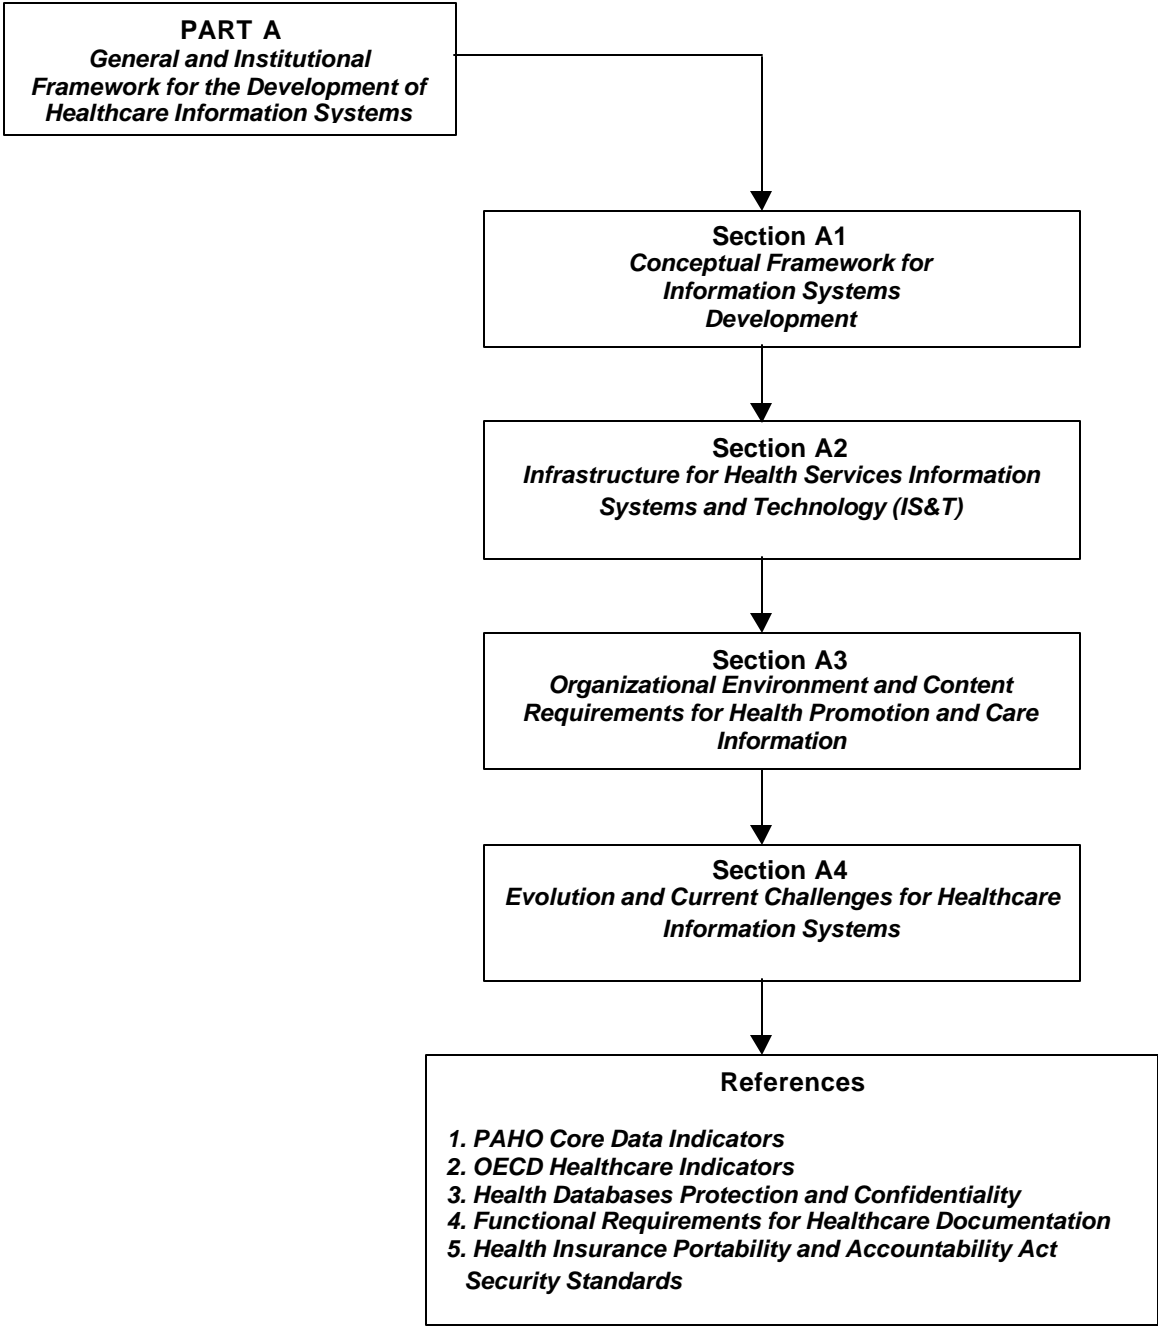 PART A
General and Institutional
Framework for the Development of
Healthcare Information Systems
Section A1
Conceptual Framework for
Information Systems
Development
Section A2
Infrastructure for Health Services Information
Systems and Technology (IS&T)
Section A3
Organizational Environment and Content
Requirements for Health Promotion and Care
Information
Section A4
Evolution and Current Challenges for Healthcare
Information Systems
References
1. PAHO Core Data Indicators
2. OECD Healthcare Indicators
3. Health Databases Protection and Confidentiality
4. Functional Requirements for Healthcare Documentation
5. Health Insurance Portability and Accountability Act
Security Standards